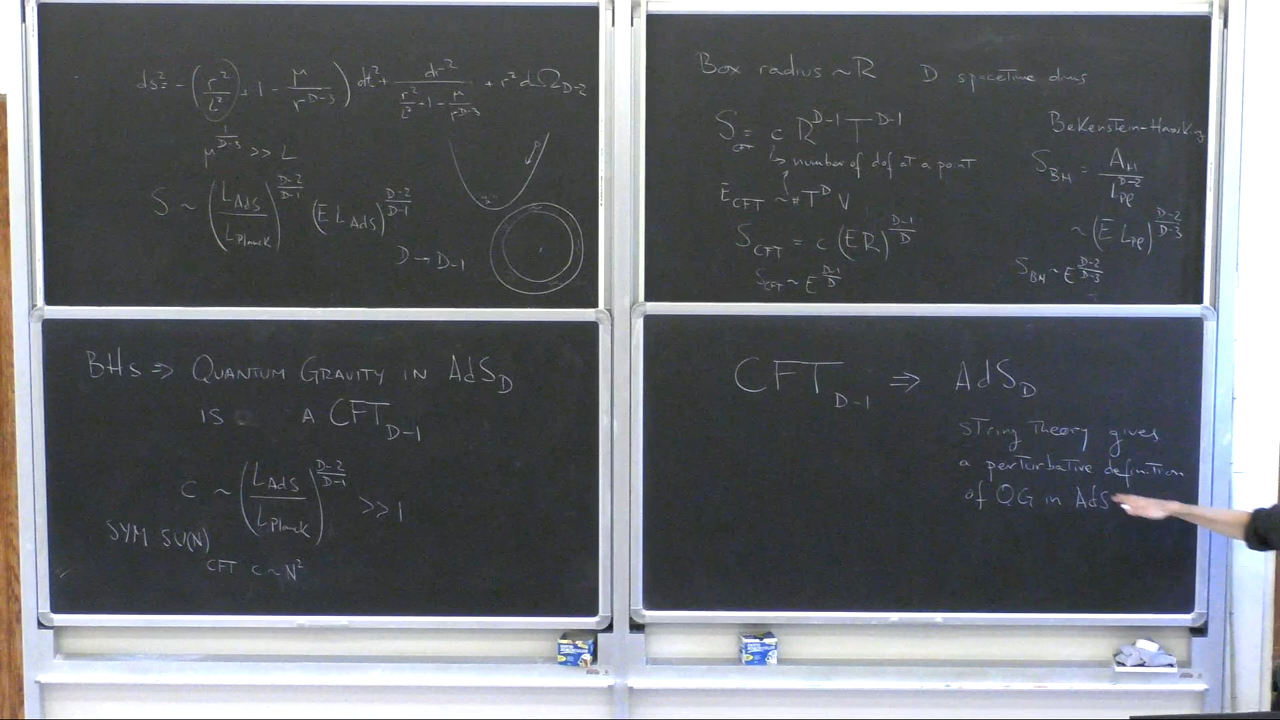 ds² = -(r²/L² + 1 - μ/r^{D-3}) dt² + dr²/(r²/L² + 1 - μ/r^{D-3}) + r² dΩ_{D-2}
μ^{1/(D-3)} >> L
S ~ (L_AdS/L_Planck)^{(D-2)/(D-1)} (E L_AdS)^{(D-2)/(D-1)}
D → D-1
Box radius ~R D spacetime dims
S_CFT = c R^{D-1} T^{D-1}
↳ number of dof at a point
E_CFT ~ # T^D V
S_CFT = c (ER)^{(D-1)/D}
S_CFT ~ E^{(D-1)/D}
Bekenstein-Hawking
S_BH = A_H/L_Pl^{D-2}
~ (E L_Pl)^{(D-2)/(D-3)}
S_BH ~ E^{(D-2)/(D-3)}
BHs ⇒ QUANTUM GRAVITY IN AdS_D
IS A CFT_{D-1}
c ~ (L_AdS/L_Planck)^{(D-2)/(D-1)} >> 1
SYM SU(N)
CFT c ~ N²
CFT_{D-1} ⇒ AdS_D
string theory gives
a perturbative definition
of QG in AdS